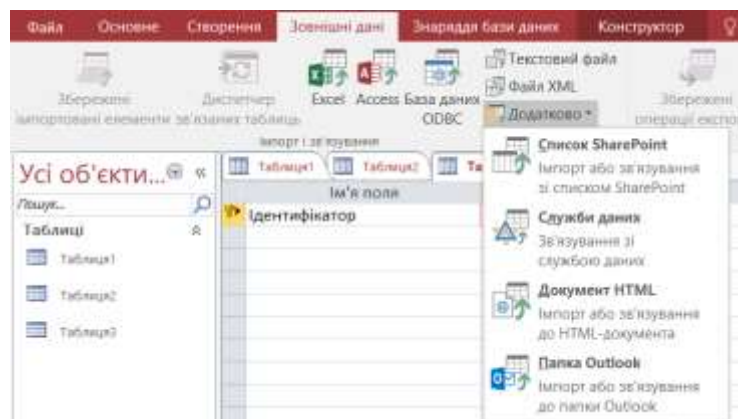 Файл Основне Створення Зовнішні дані Знаряддя бази даних Конструктор
Збережені імпортовані елементи
Диспетчер зв'язаних таблиць
Excel
Access
База даних ODBC
Текстовий файл
Файл XML
Додатково
Збережені операції експо
Імпорт і зв'язування
Усі об'єкти... «
Пошук...
Таблиці
Таблиця1
Таблиця2
Таблиця3
Таблиця1 Таблиця2 Та
Ім'я поля
Ідентифікатор
Список SharePoint
Імпорт або зв'язування
зі списком SharePoint
Служби даних
Зв'язування зі
службою даних
Документ HTML
Імпорт або зв'язування
до HTML-документа
Папка Outlook
Імпорт або зв'язування
до папки Outlook